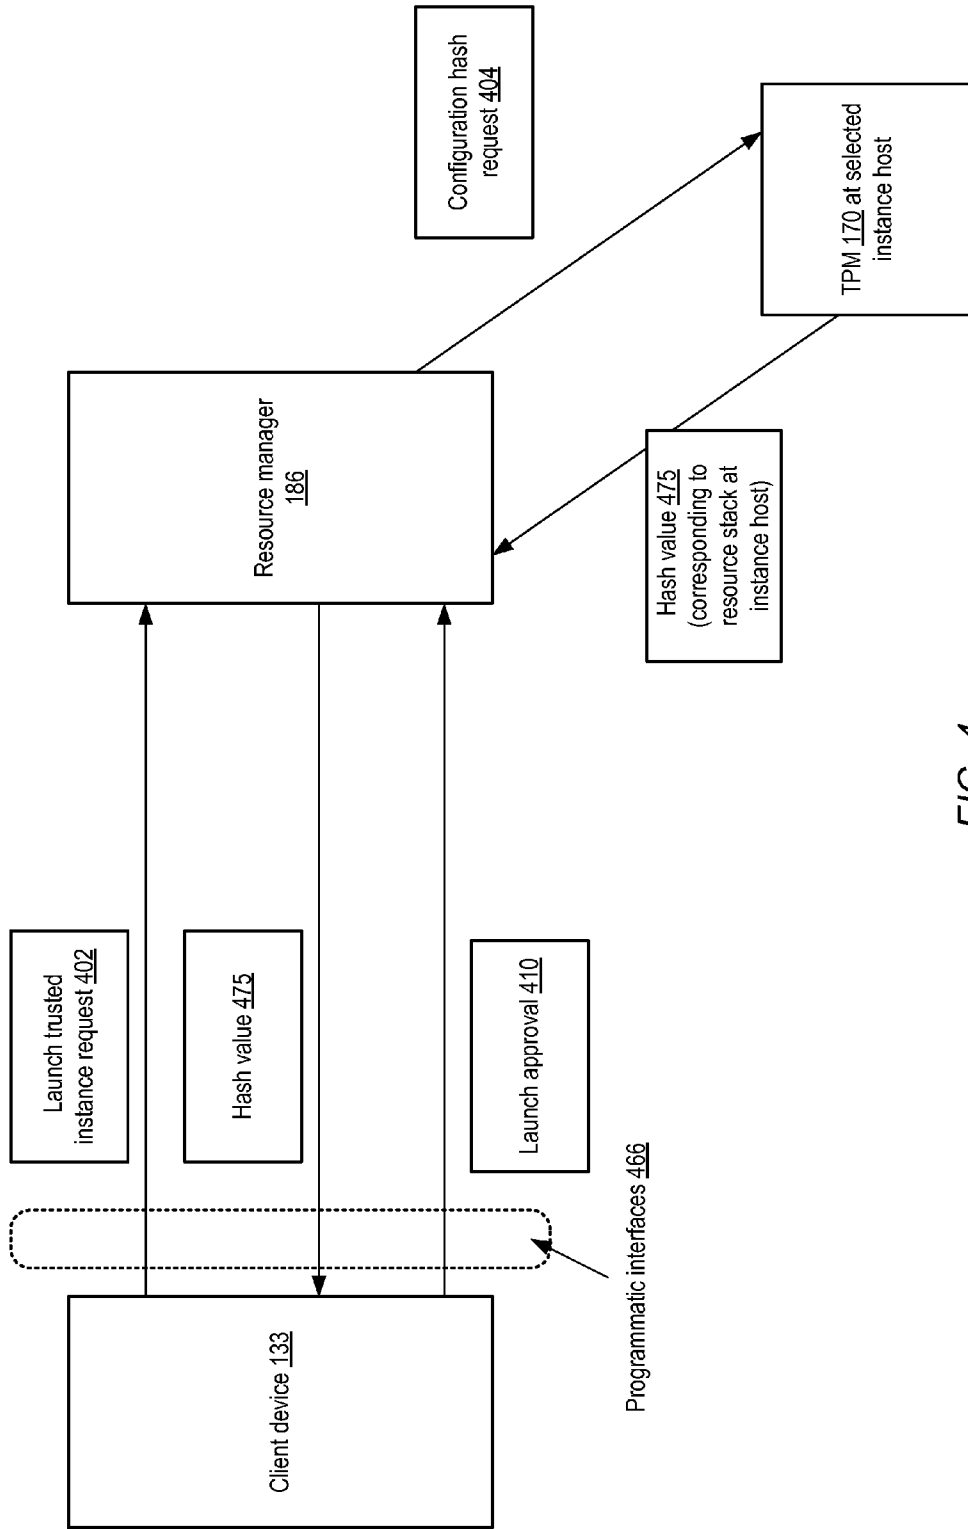 Client device 133
Launch trusted
instance request 402
Hash value 475
Launch approval 410
Programmatic interfaces 466
Resource manager
186
Configuration hash
request 404
Hash value 475
(corresponding to
resource stack at
instance host)
TPM 170 at selected
instance host
FIG. 4